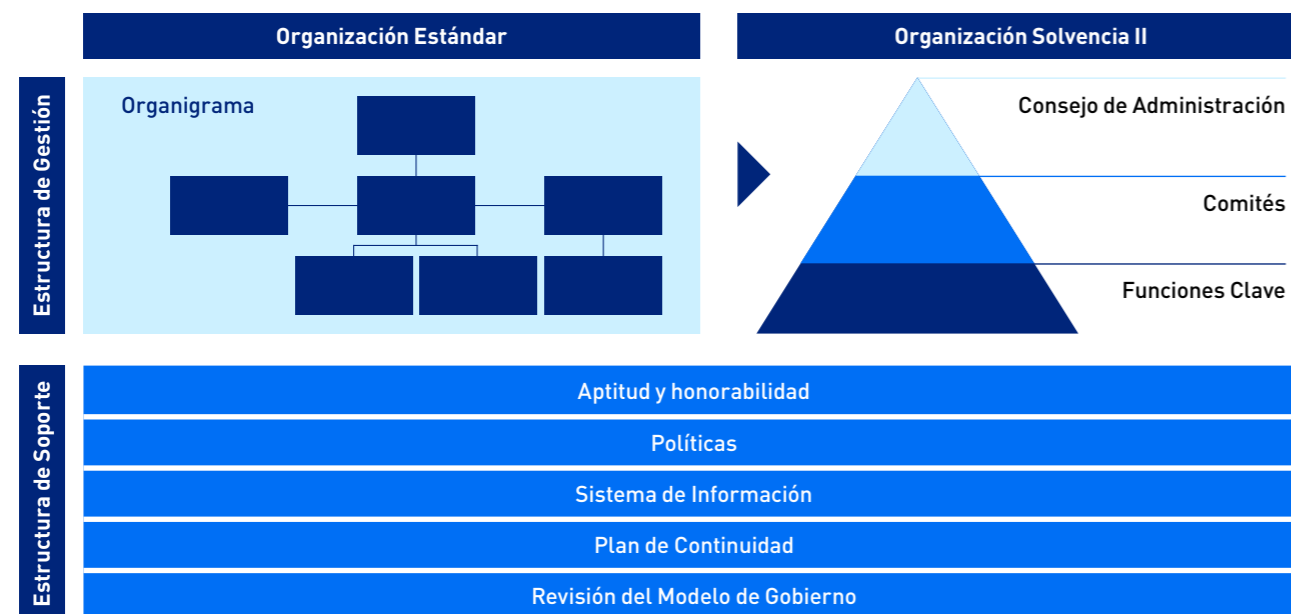 Organización Estándar
Organización Solvencia II
Estructura de Gestión
Organigrama
Consejo de Administración
Comités
Funciones Clave
Estructura de Soporte
Aptitud y honorabilidad
Políticas
Sistema de Información
Plan de Continuidad
Revisión del Modelo de Gobierno